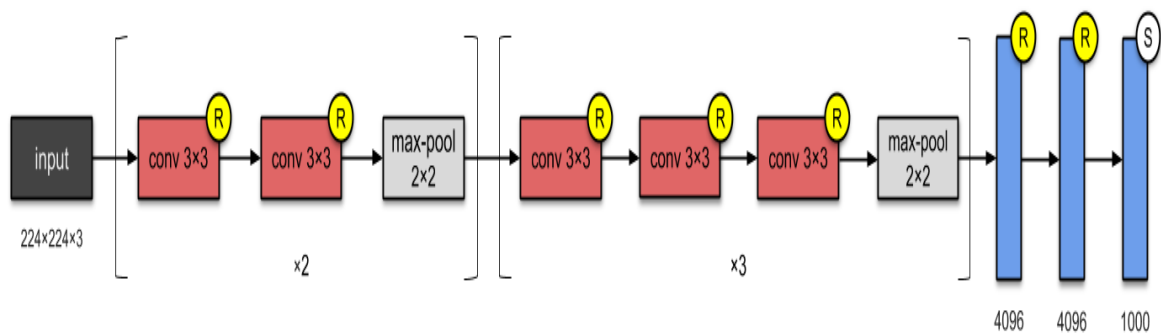 input
224×224×3
conv 3×3
R
conv 3×3
R
max-pool
2×2
×2
conv 3×3
R
conv 3×3
R
conv 3×3
R
max-pool
2×2
×3
R
4096
R
4096
S
1000